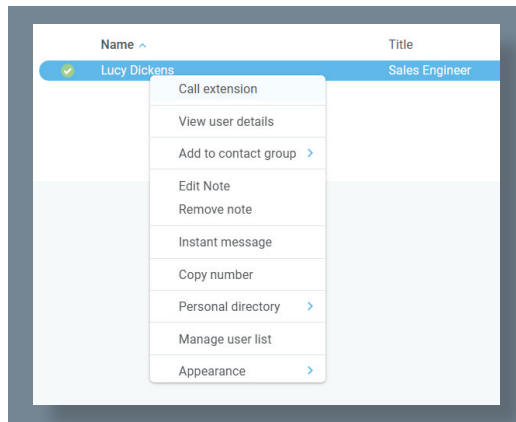 Name Title
Lucy Dickens Sales Engineer
Call extension
View user details
Add to contact group
Edit Note
Remove note
Instant message
Copy number
Personal directory
Manage user list
Appearance